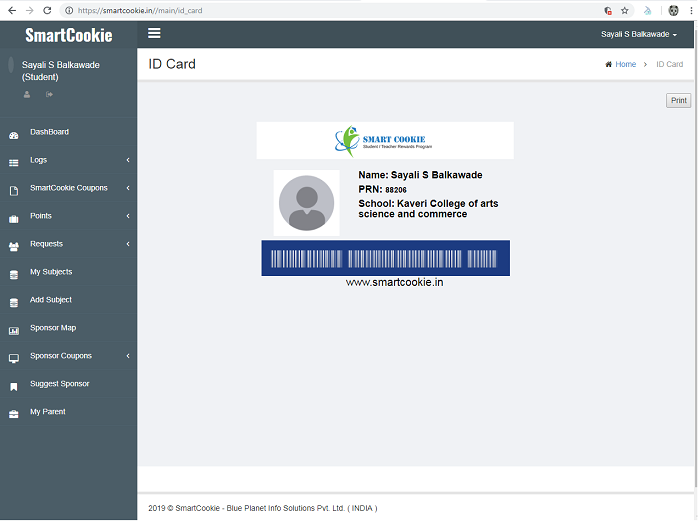 https://smartcookie.in//main/id_card
SmartCookie
Sayali S Balkawade
Sayali S Balkawade
(Student)
ID Card
Home > ID Card
Print
DashBoard
Logs
SmartCookie Coupons
Points
Requests
My Subjects
Add Subject
Sponsor Map
Sponsor Coupons
Suggest Sponsor
My Parent
SMART COOKIE
Student / Teacher Rewards Program
Name: Sayali S Balkawade
PRN: 88206
School: Kaveri College of arts
science and commerce
www.smartcookie.in
2019 © SmartCookie - Blue Planet Info Solutions Pvt. Ltd. ( INDIA )